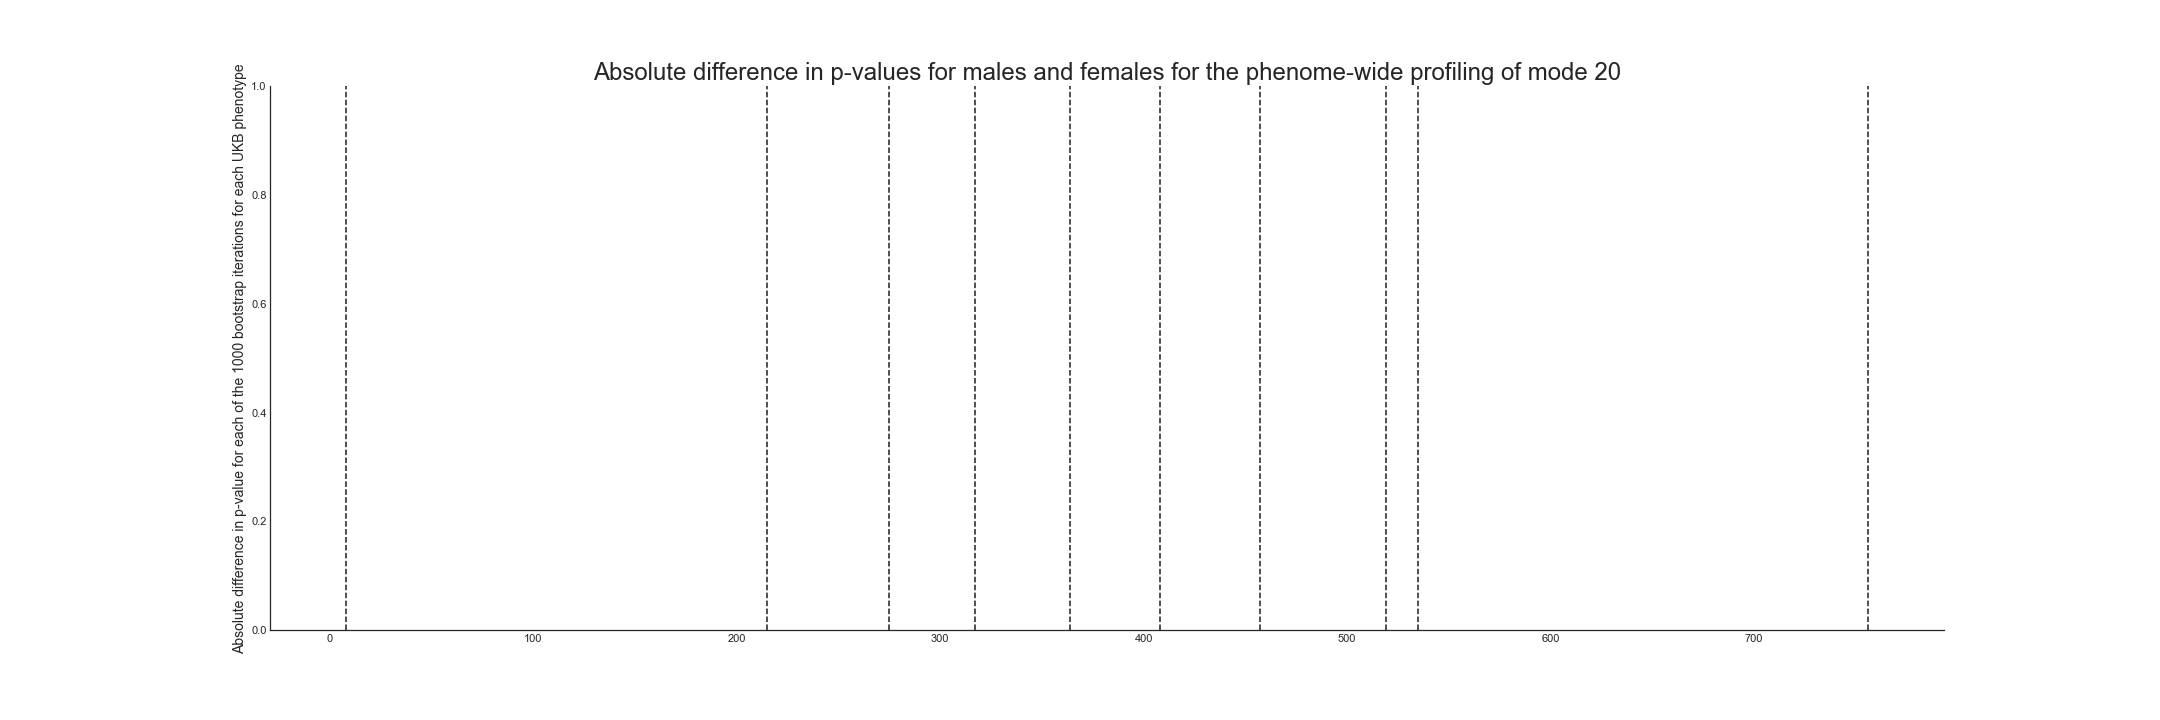 Absolute difference in p-values for males and females for the phenome-wide profiling of mode 20
Absolute difference in p-value for each of the 1000 bootstrap iterations for each UKB phenotype
1.0
0.8
0.6
0.4
0.2
0.0
0 100 200 300 400 500 600 700